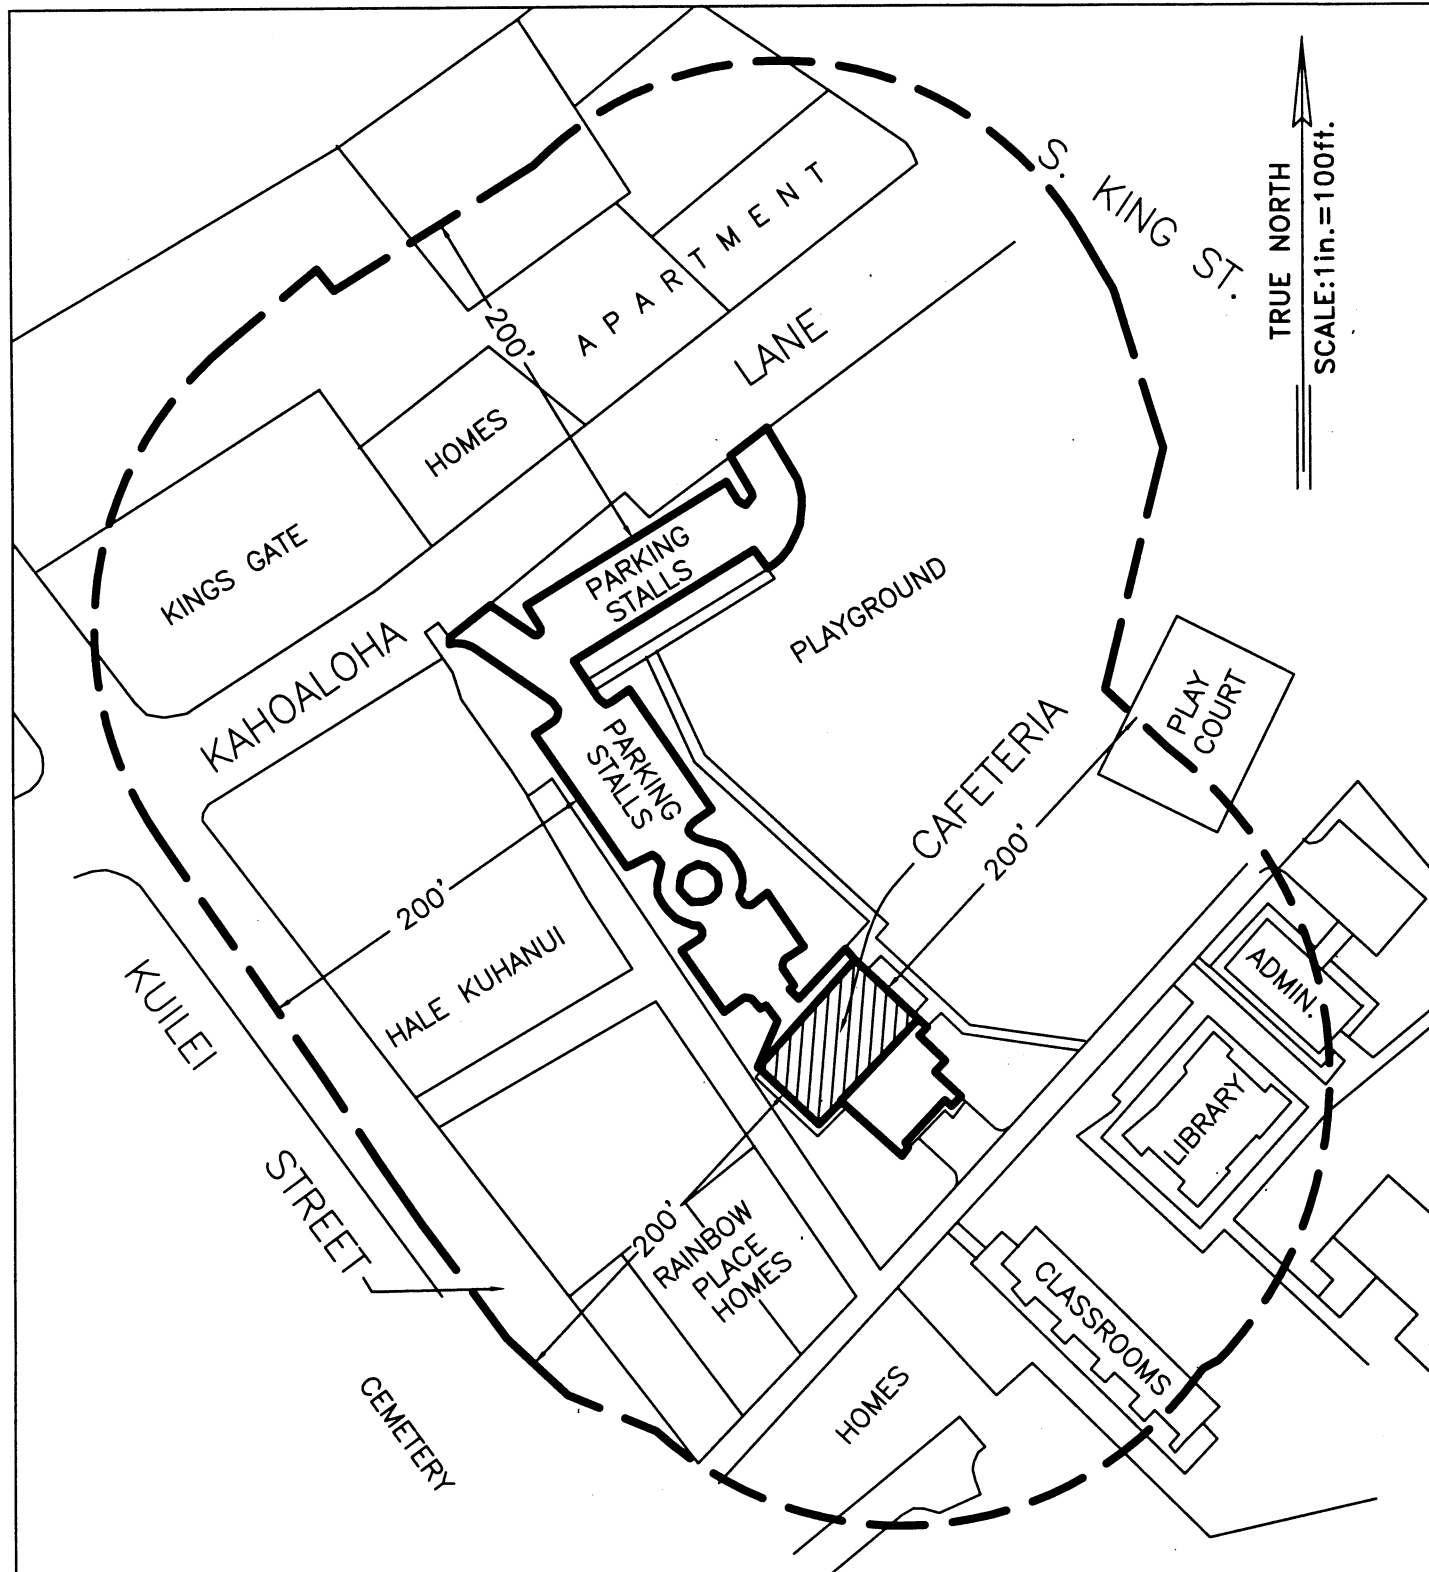 S. KING ST.
TRUE NORTH
SCALE:1in.=100ft.
APARTMENT
200'
LANE
HOMES
KINGS GATE
PARKING
STALLS
PLAYGROUND
KAHOALOHA
PLAY
COURT
PARKING
STALLS
CAFETERIA
200'
200'
HALE KUHANUI
ADMIN.
KUILEI
STREET
LIBRARY
200'
RAINBOW
PLACE
HOMES
CLASSROOMS
HOMES
CEMETERY